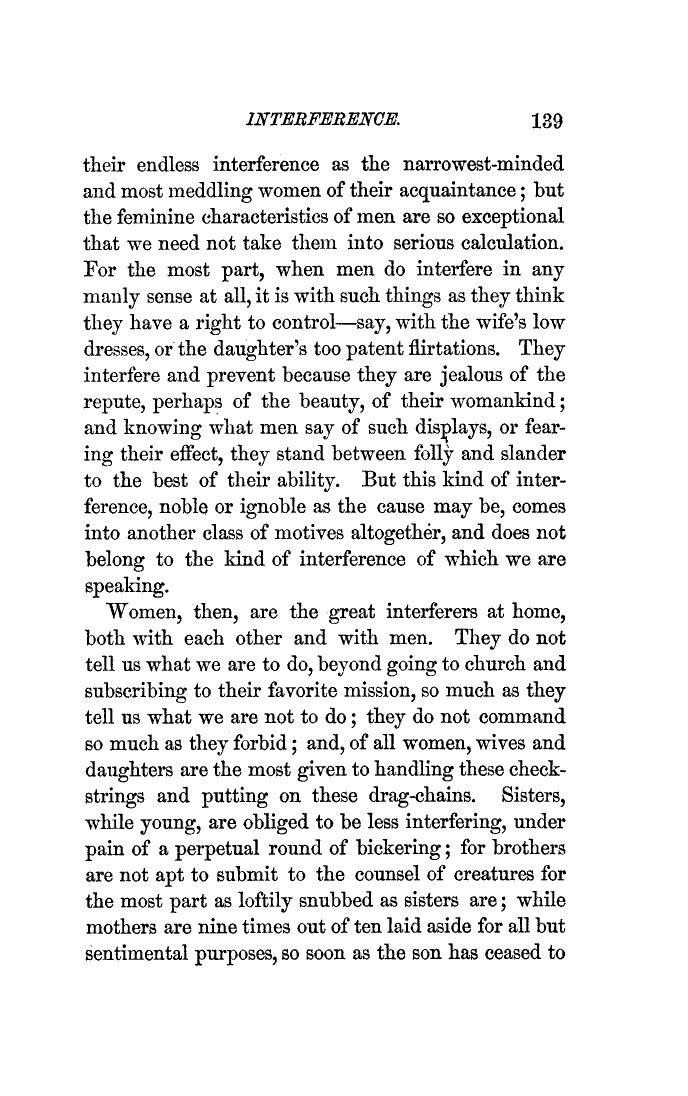 INTERFERENCE. 139
their endless interference as the narrowest-minded
and most meddling women of their acquaintance; but
the feminine characteristics of men are so exceptional
that we need not take them into serious calculation.
For the most part, when men do interfere in any
manly sense at all, it is with such things as they think
they have a right to control—say, with the wife's low
dresses, or the daughter's too patent flirtations. They
interfere and prevent because they are jealous of the
repute, perhaps of the beauty, of their womankind;
and knowing what men say of such displays, or fear-
ing their effect, they stand between folly and slander
to the best of their ability. But this kind of inter-
ference, noble or ignoble as the cause may be, comes
into another class of motives altogether, and does not
belong to the kind of interference of which we are
speaking.
Women, then, are the great interferers at home,
both with each other and with men. They do not
tell us what we are to do, beyond going to church and
subscribing to their favorite mission, so much as they
tell us what we are not to do; they do not command
so much as they forbid; and, of all women, wives and
daughters are the most given to handling these check-
strings and putting on these drag-chains. Sisters,
while young, are obliged to be less interfering, under
pain of a perpetual round of bickering; for brothers
are not apt to submit to the counsel of creatures for
the most part as loftily snubbed as sisters are; while
mothers are nine times out of ten laid aside for all but
sentimental purposes, so soon as the son has ceased to